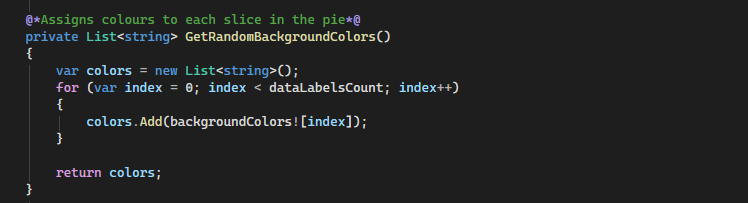 @*Assigns colours to each slice in the pie*@
private List<string> GetRandomBackgroundColors()
{
    var colors = new List<string>();
    for (var index = 0; index < dataLabelsCount; index++)
    {
        colors.Add(backgroundColors![index]);
    }

    return colors;
}